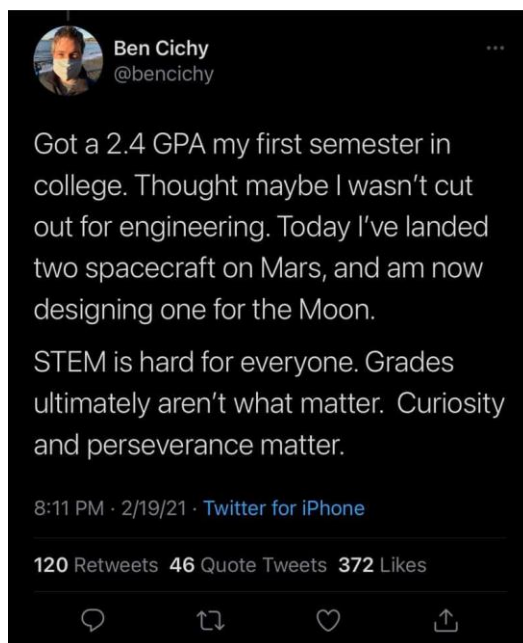 Ben Cichy
@bencichy
Got a 2.4 GPA my first semester in
college. Thought maybe I wasn’t cut
out for engineering. Today I’ve landed
two spacecraft on Mars, and am now
designing one for the Moon.
STEM is hard for everyone. Grades
ultimately aren’t what matter. Curiosity
and perseverance matter.
8:11 PM · 2/19/21 · Twitter for iPhone
120 Retweets 46 Quote Tweets 372 Likes